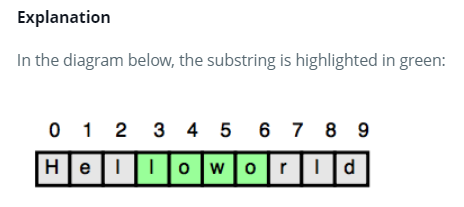 Explanation
In the diagram below, the substring is highlighted in green:
0 1 2 3 4 5 6 7 8 9
H e l l o w o r l d